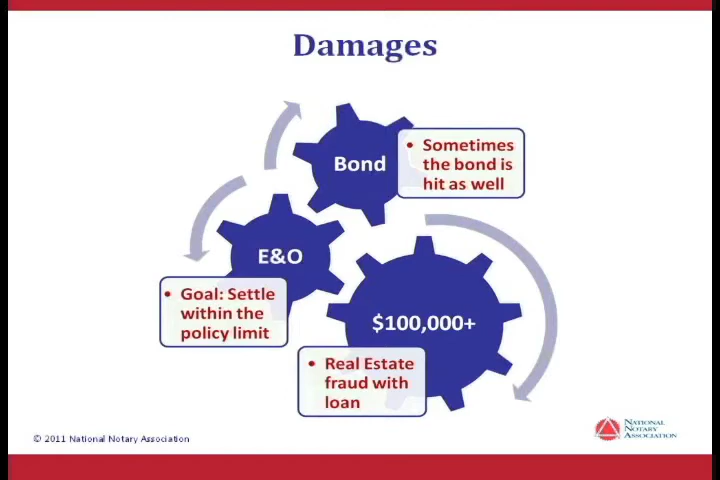 Damages
Bond
• Sometimes
the bond is
hit as well
E&O
• Goal: Settle
within the
policy limit
$100,000+
• Real Estate
fraud with
loan
© 2011 National Notary Association
NATIONAL
NOTARY
ASSOCIATION